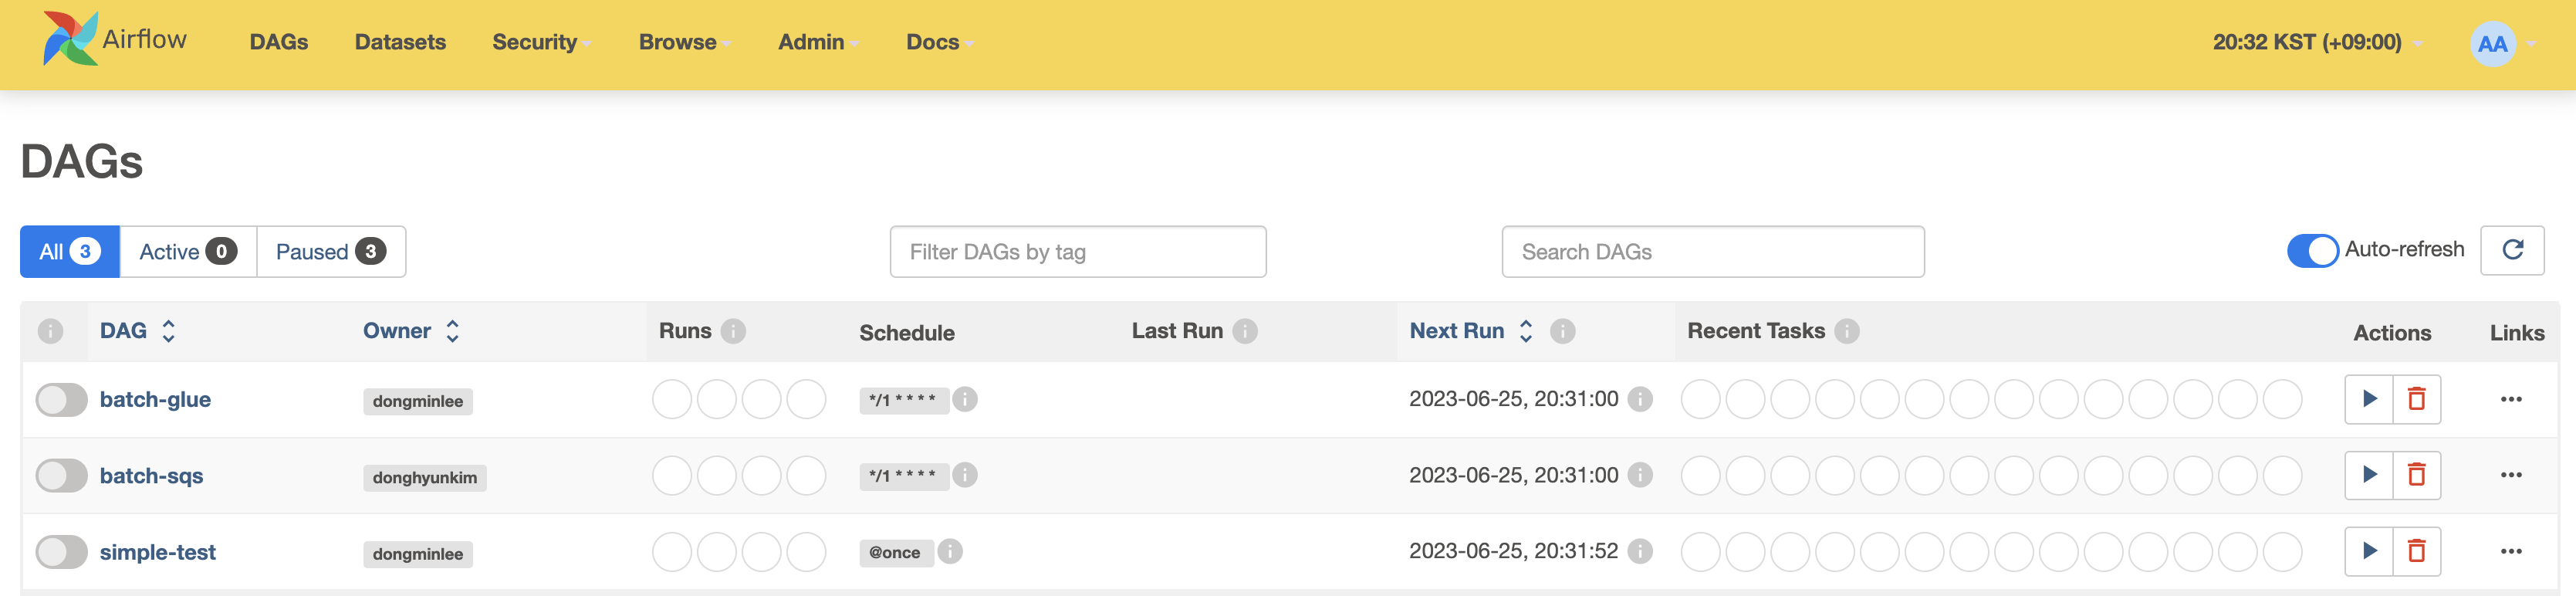 Airflow DAGs Datasets Security Browse Admin Docs 20:32 KST (+09:00) AA
DAGs
All 3 Active 0 Paused 3 Filter DAGs by tag Search DAGs Auto-refresh
DAG Owner Runs Schedule Last Run Next Run Recent Tasks Actions Links
batch-glue dongminlee */1 * * * * 2023-06-25, 20:31:00
batch-sqs donghyunkim */1 * * * * 2023-06-25, 20:31:00
simple-test dongminlee @once 2023-06-25, 20:31:52